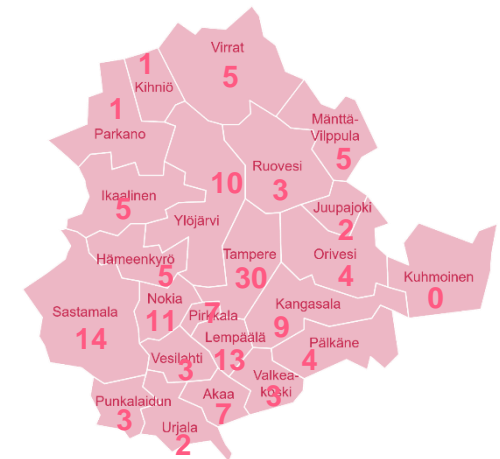 Virrat
5
1
Kihniö
1
Parkano
Mänttä-
Vilppula
5
Ruovesi
3
10
Ylöjärvi
Ikaalinen
5
Juupajoki
2
Hämeenkyrö
5
Tampere
30
Orivesi
4
Kuhmoinen
0
Sastamala
14
Nokia
11
7
Pirkkala
Kangasala
9
Lempäälä
13
Pälkäne
4
Vesilahti
3
Valkea-
koski
3
Punkalaidun
3
Akaa
7
Urjala
2